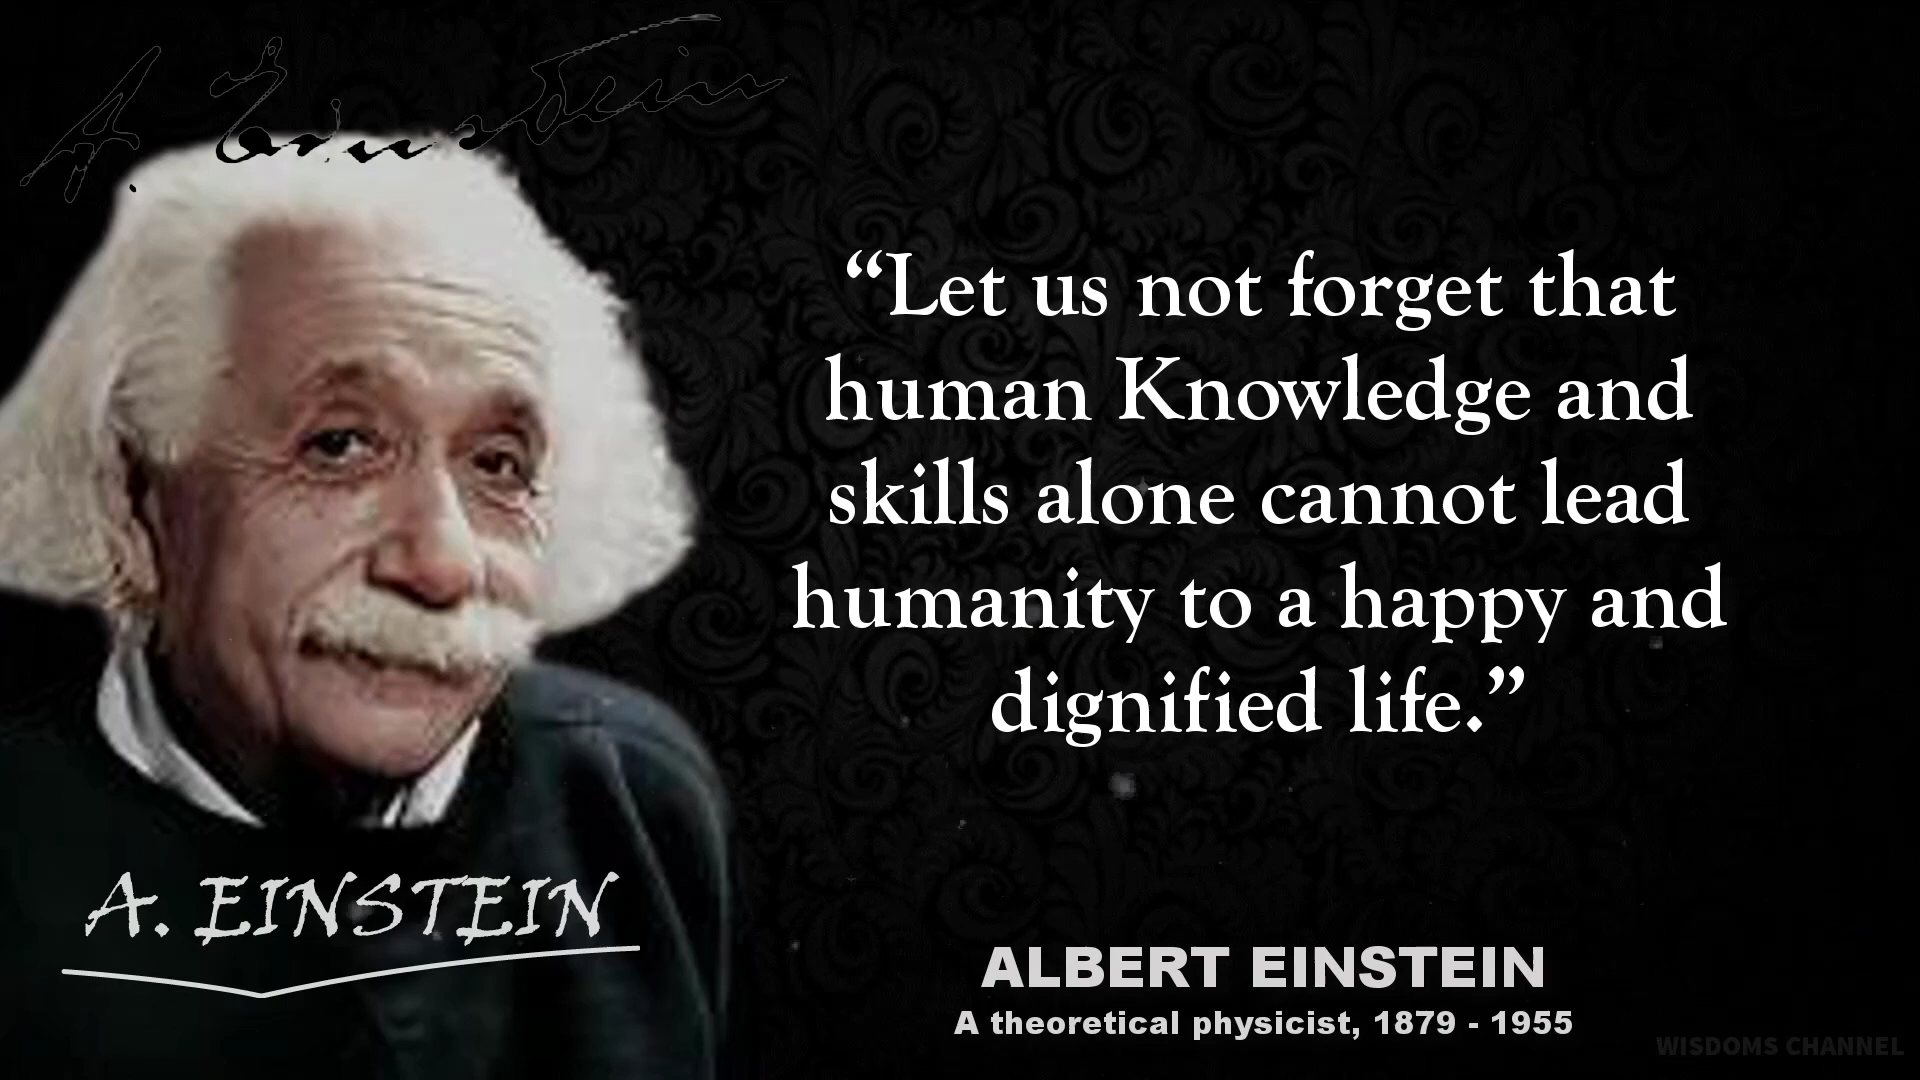 A. Einstein
“Let us not forget that
human Knowledge and
skills alone cannot lead
humanity to a happy and
dignified life.”
A. EINSTEIN
ALBERT EINSTEIN
A theoretical physicist, 1879 - 1955
WISDOMS CHANNEL